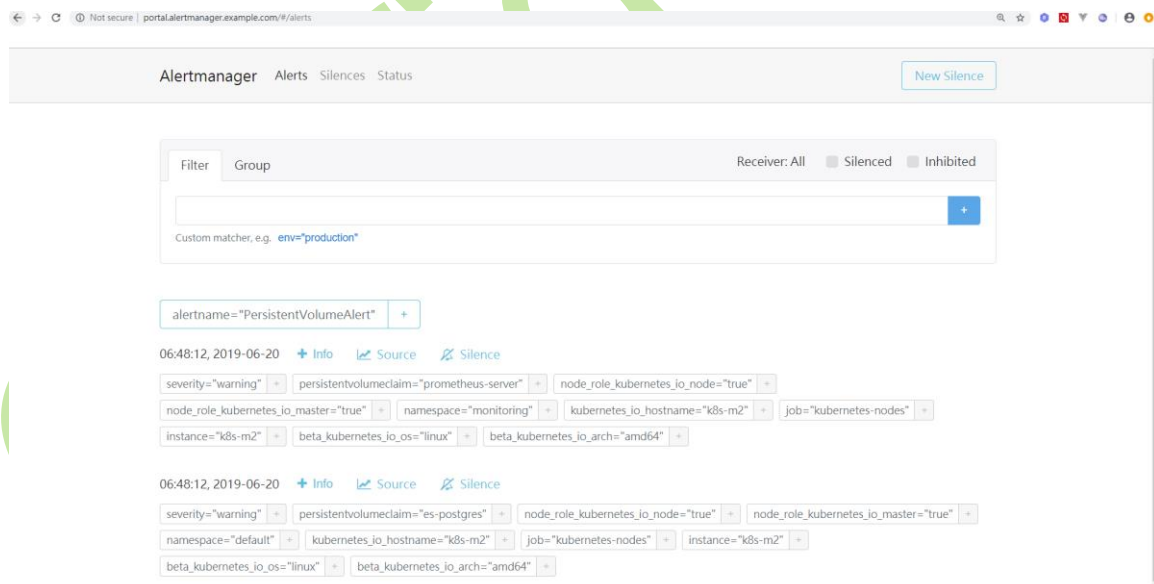 Not secure | portal.alertmanager.example.com/#/alerts
Alertmanager Alerts Silences Status New Silence
Filter Group Receiver: All Silenced Inhibited
+
Custom matcher, e.g. env="production"
alertname="PersistentVolumeAlert" +
06:48:12, 2019-06-20 + Info Source Silence
severity="warning" + persistentvolumeclaim="prometheus-server" + node_role_kubernetes_io_node="true" +
node_role_kubernetes_io_master="true" + namespace="monitoring" + kubernetes_io_hostname="k8s-m2" + job="kubernetes-nodes" +
instance="k8s-m2" + beta_kubernetes_io_os="linux" + beta_kubernetes_io_arch="amd64" +
06:48:12, 2019-06-20 + Info Source Silence
severity="warning" + persistentvolumeclaim="es-postgres" + node_role_kubernetes_io_node="true" + node_role_kubernetes_io_master="true" +
namespace="default" + kubernetes_io_hostname="k8s-m2" + job="kubernetes-nodes" + instance="k8s-m2" +
beta_kubernetes_io_os="linux" + beta_kubernetes_io_arch="amd64" +